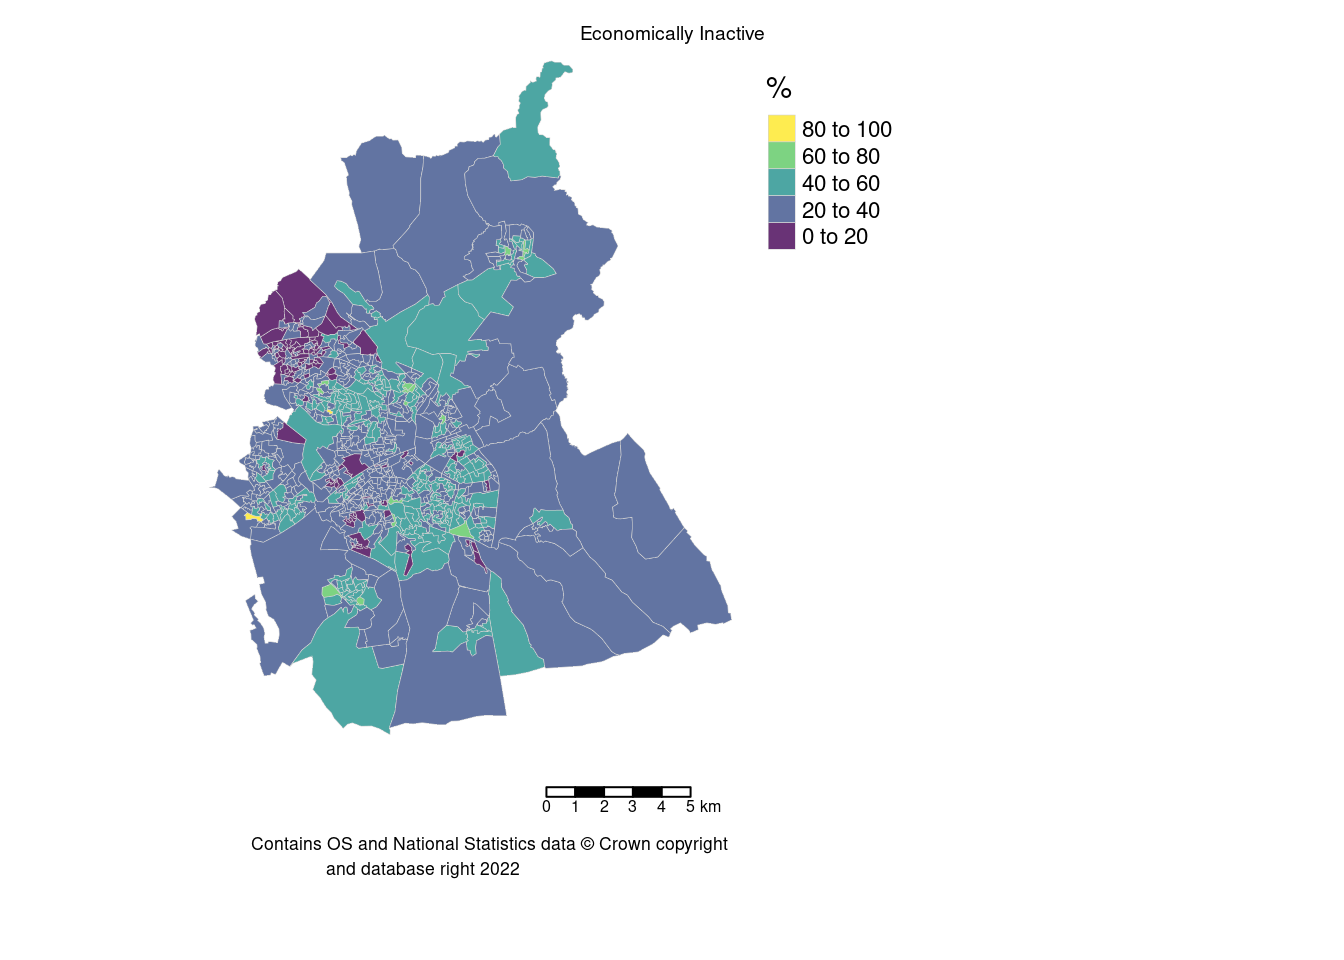 Economically Inactive
%
80 to 100
60 to 80
40 to 60
20 to 40
0 to 20
0 1 2 3 4 5 km
Contains OS and National Statistics data © Crown copyright
and database right 2022